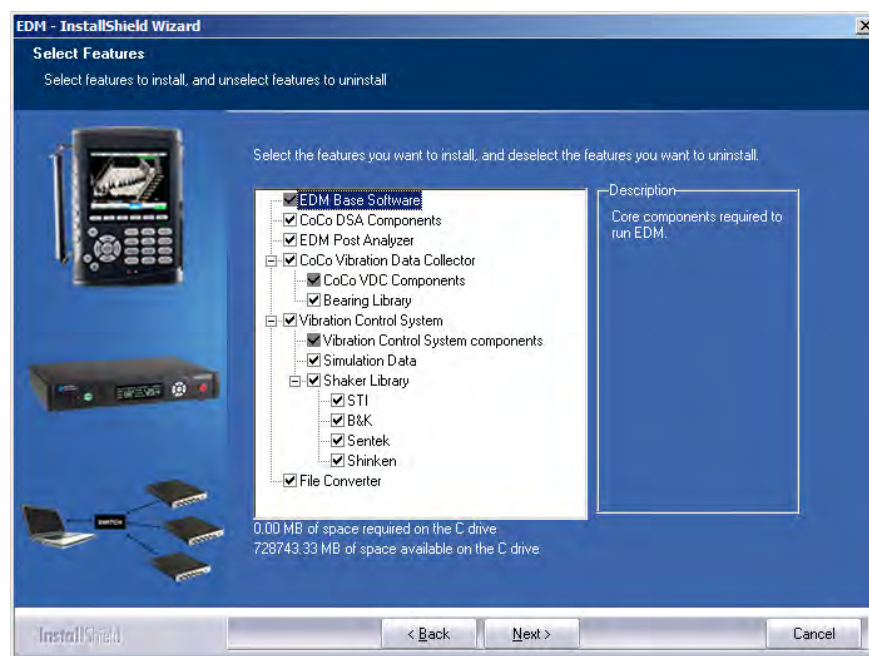 EDM - InstallShield Wizard
Select Features
Select features to install, and unselect features to uninstall
Select the features you want to install, and deselect the features you want to uninstall.
EDM Base Software
CoCo DSA Components
EDM Post Analyzer
CoCo Vibration Data Collector
CoCo VDC Components
Bearing Library
Vibration Control System
Vibration Control System components
Simulation Data
Shaker Library
STI
B&K
Sentek
Shinken
File Converter
Description
Core components required to
run EDM.
SWITCH
0.00 MB of space required on the C drive
728743.33 MB of space available on the C drive
InstallShield
< Back
Next >
Cancel